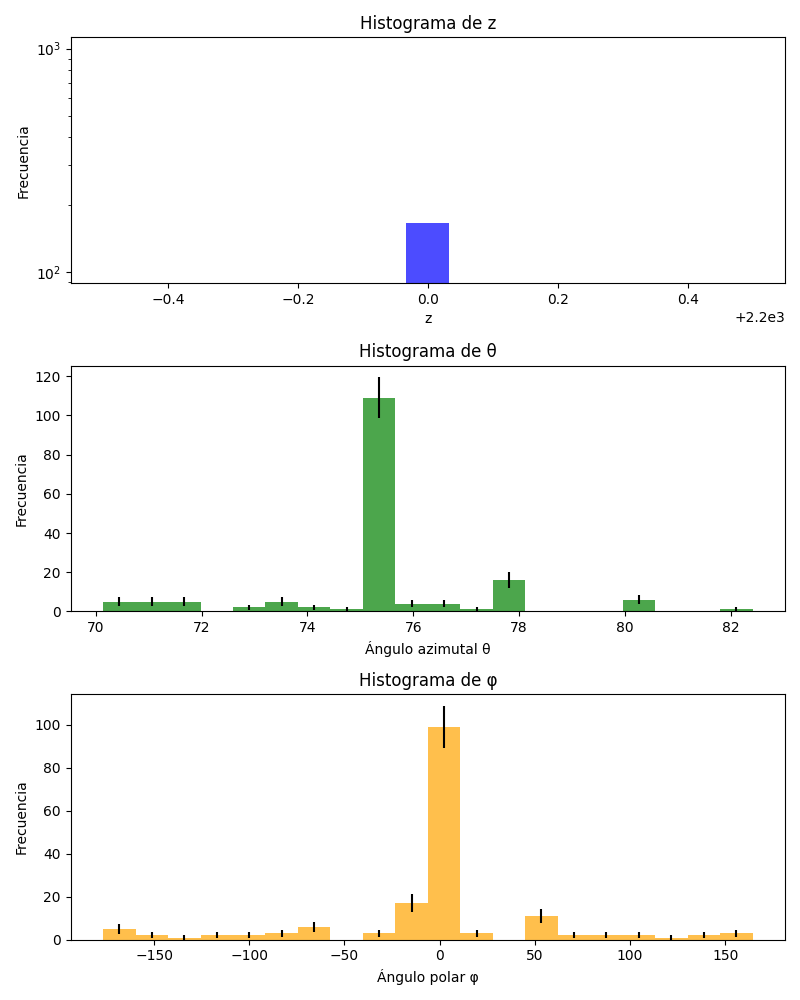 Histograma de z
10³
10²
Frecuencia
−0.4 −0.2 0.0 0.2 0.4
z
+2.2e3
Histograma de θ
120
100
80
60
40
20
0
Frecuencia
70 72 74 76 78 80 82
Ángulo azimutal θ
Histograma de φ
100
80
60
40
20
0
Frecuencia
−150 −100 −50 0 50 100 150
Ángulo polar φ